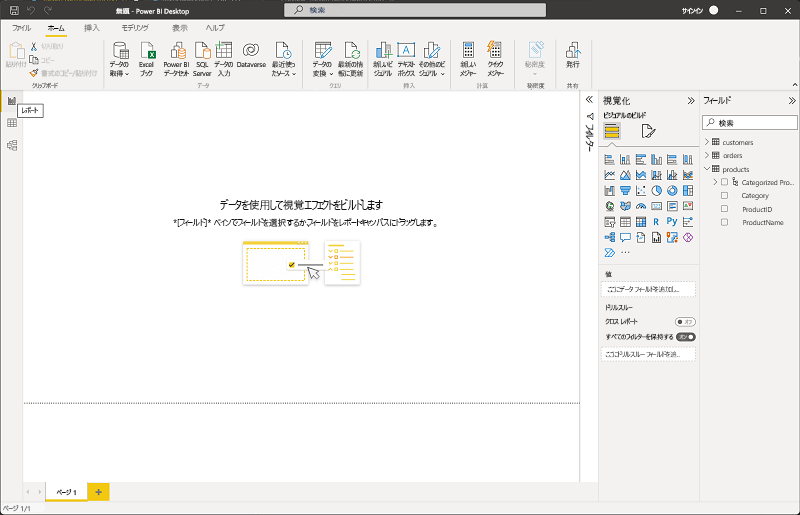 無題 - Power BI Desktop
検索
サインイン
ファイル
ホーム
挿入
モデリング
表示
ヘルプ
貼り付け
切り取り
コピー
書式のコピー/貼り付け
クリップボード
データの
取得
Excel
ブック
Power BI
データセット
SQL
Server
データの
入力
Dataverse
最近使っ
たソース
データ
データの
変換
最新の情
報に更新
クエリ
新しいビ
ジュアル
テキスト
ボックス
その他のビ
ジュアル
挿入
新しい
メジャー
クイック
メジャー
計算
秘密度
秘密度
発行
共有
レポート
データを使用して視覚エフェクトをビルドします
*[フィールド]* ペインでフィールドを選択するか,フィールドをレポートキャンバスにドラッグします。
フィルター
視覚化
ビジュアルのビルド
値
ここにデータ フィールドを追加し...
ドリルスルー
クロス レポート
オフ
すべてのフィルターを保持する
オン
ここにドリルスルー フィールドを追...
フィールド
検索
customers
orders
products
Categorized Pro...
Category
ProductID
ProductName
ページ 1
ページ 1/1